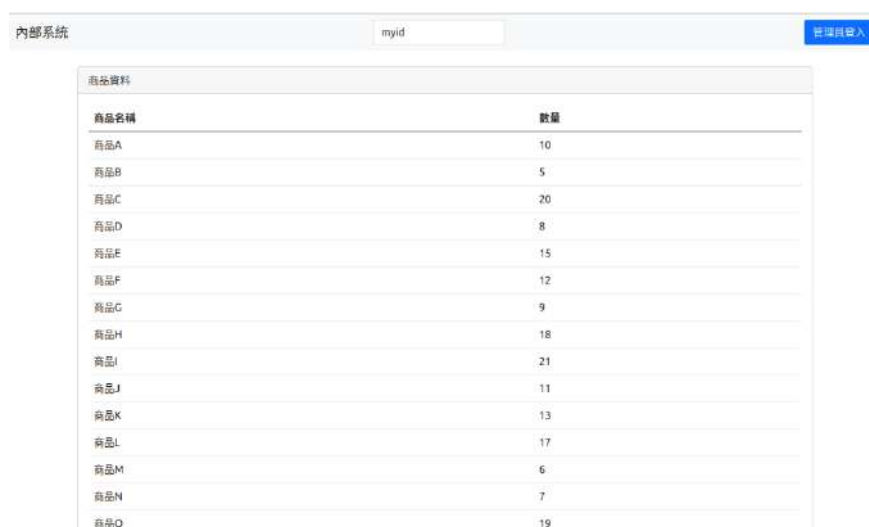 內部系統 myid 管理員登入
商品資料
商品名稱 數量
商品A 10
商品B 5
商品C 20
商品D 8
商品E 15
商品F 12
商品G 9
商品H 18
商品I 21
商品J 11
商品K 13
商品L 17
商品M 6
商品N 7
商品O 19